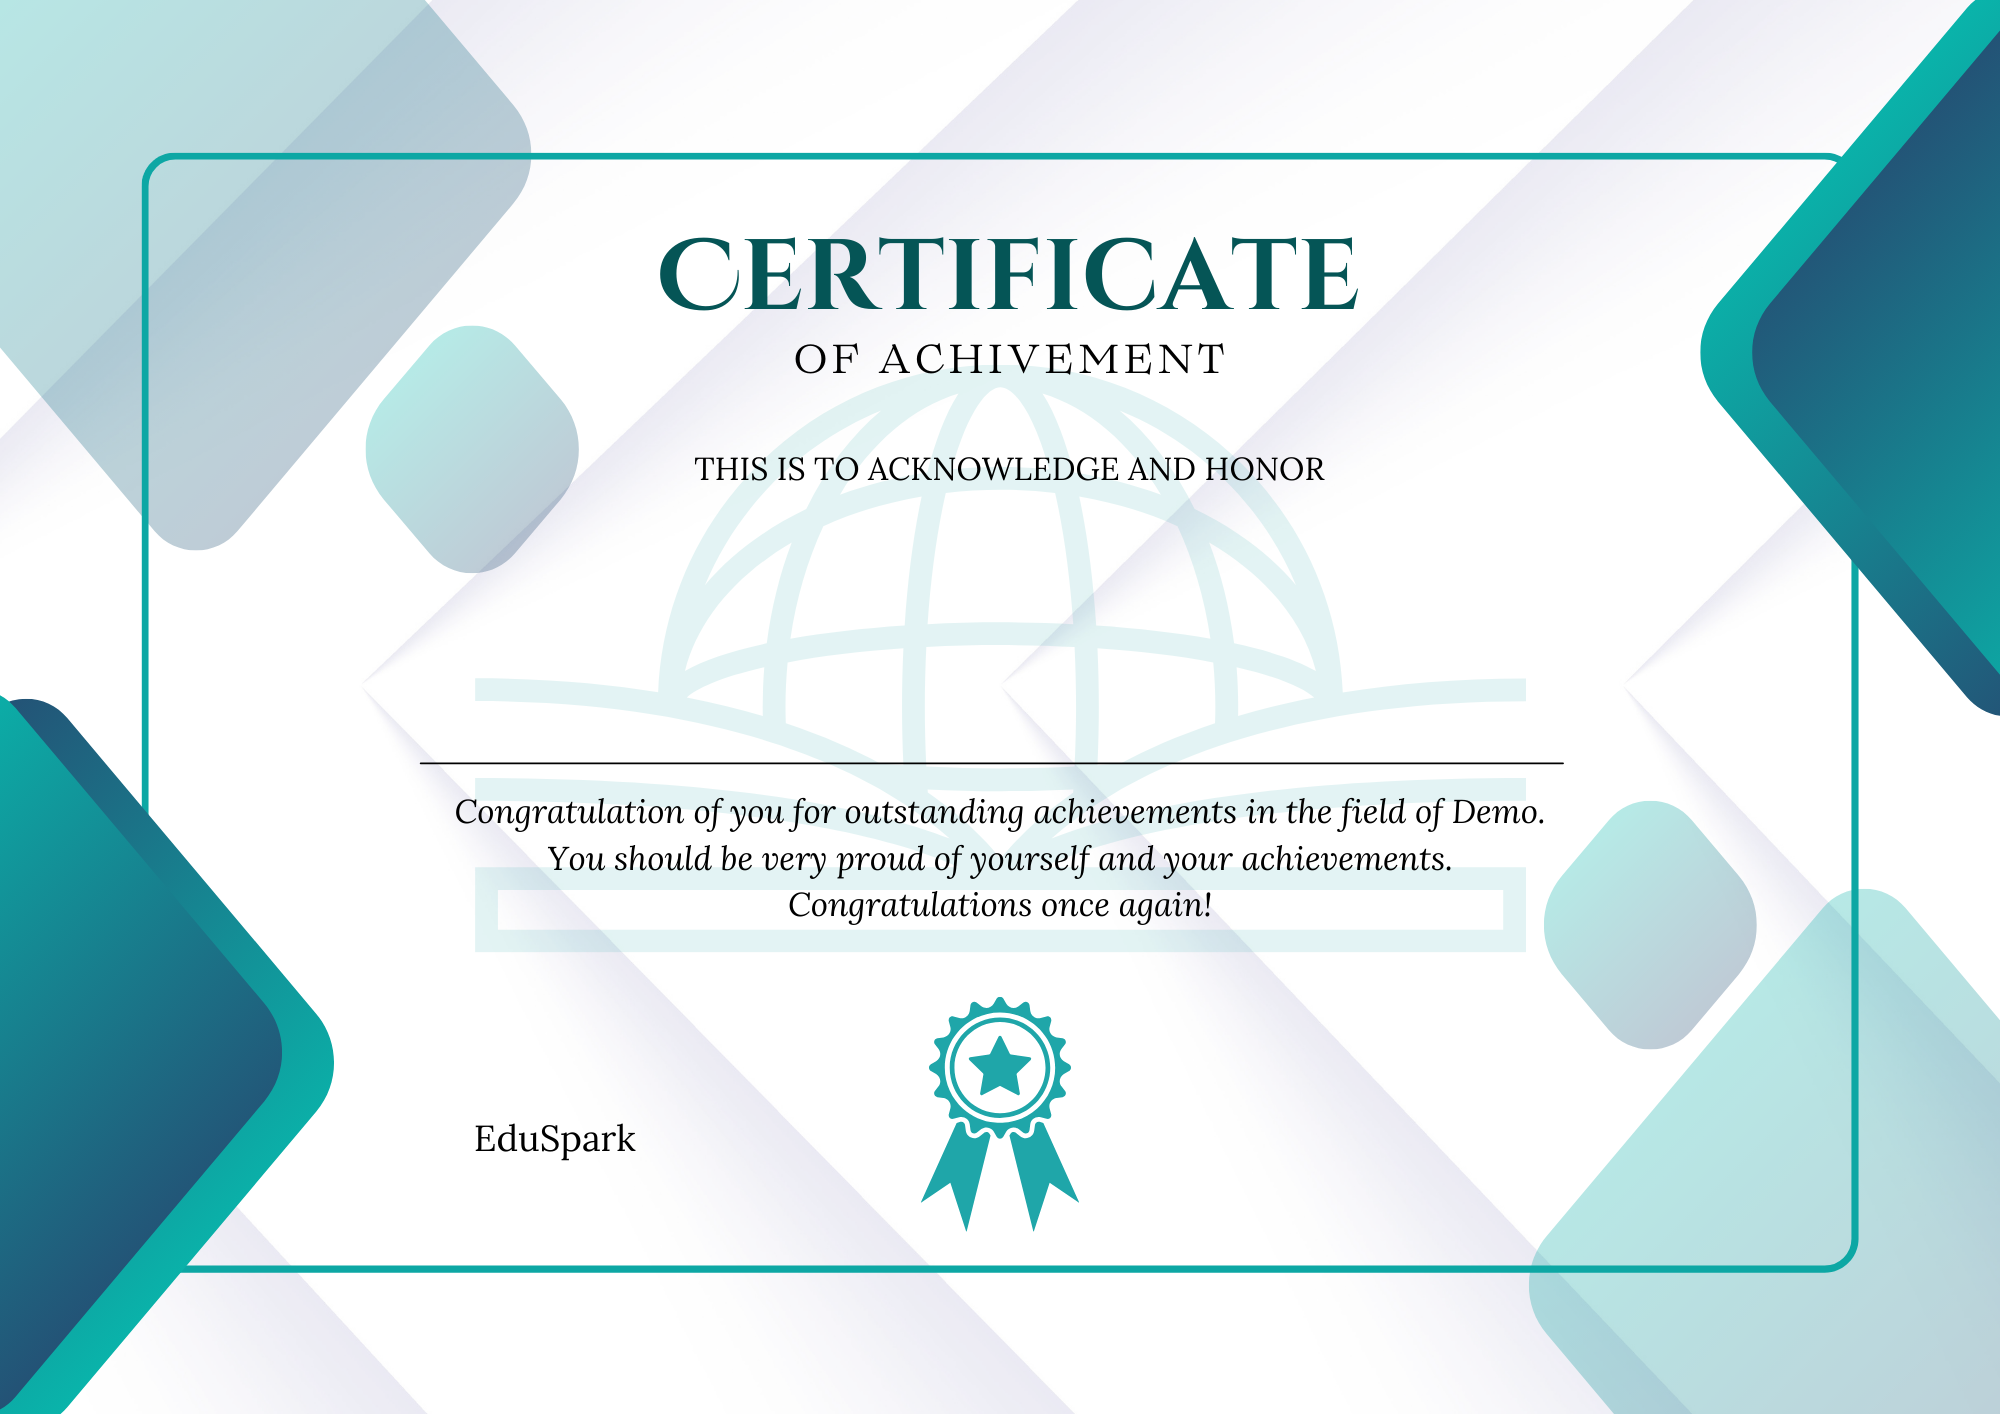 CERTIFICATE
OF ACHIVEMENT
THIS IS TO ACKNOWLEDGE AND HONOR
Congratulation of you for outstanding achievements in the field of Demo.
You should be very proud of yourself and your achievements.
Congratulations once again!
EduSpark